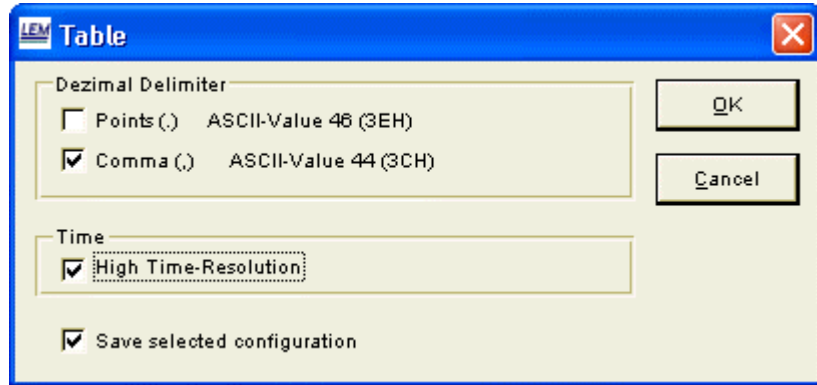 LEM Table
Dezimal Delimiter
Points(.) ASCII-Value 46 (3EH)
Comma(,) ASCII-Value 44 (3CH)
OK
Cancel
Time
High Time-Resolution
Save selected configuration